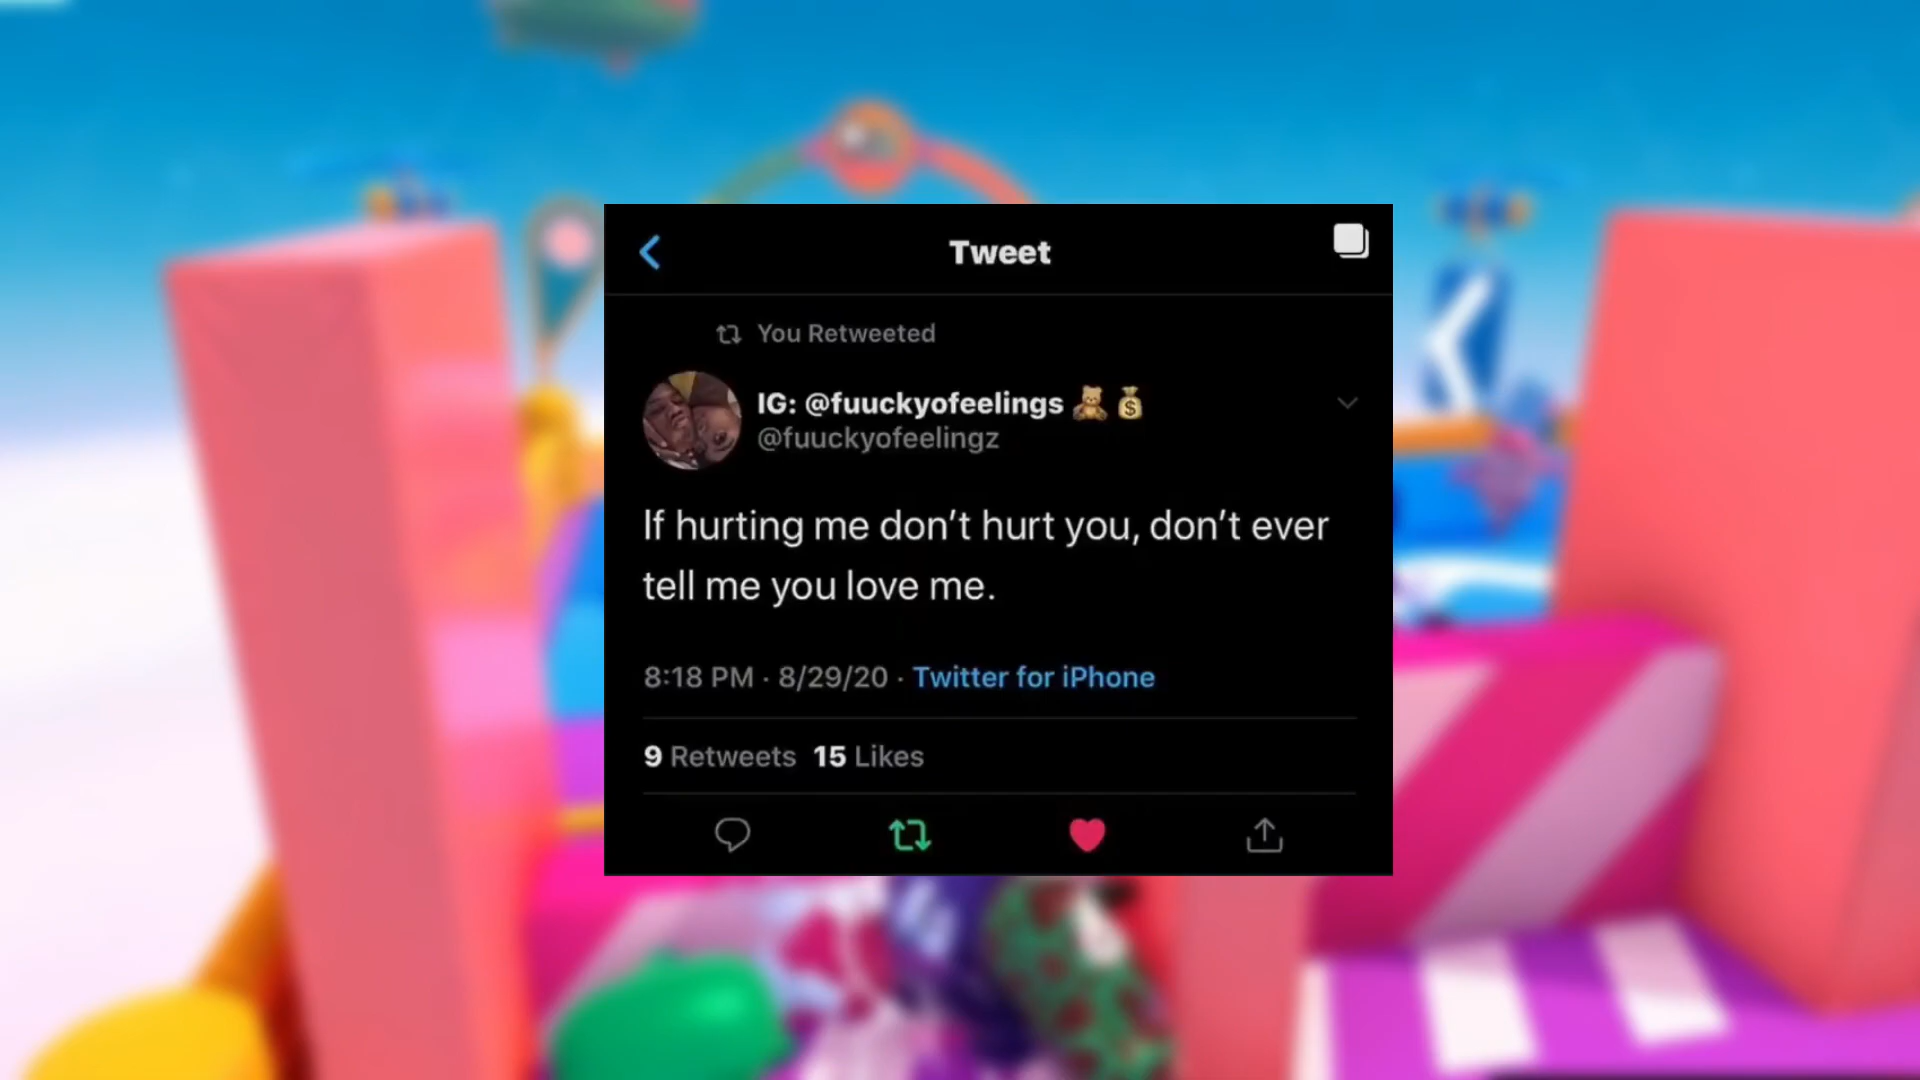 Tweet
You Retweeted
IG: @fuuckyofeelings 🧸💰
@fuuckyofeelingz
If hurting me don’t hurt you, don’t ever
tell me you love me.
8:18 PM · 8/29/20 · Twitter for iPhone
9 Retweets 15 Likes